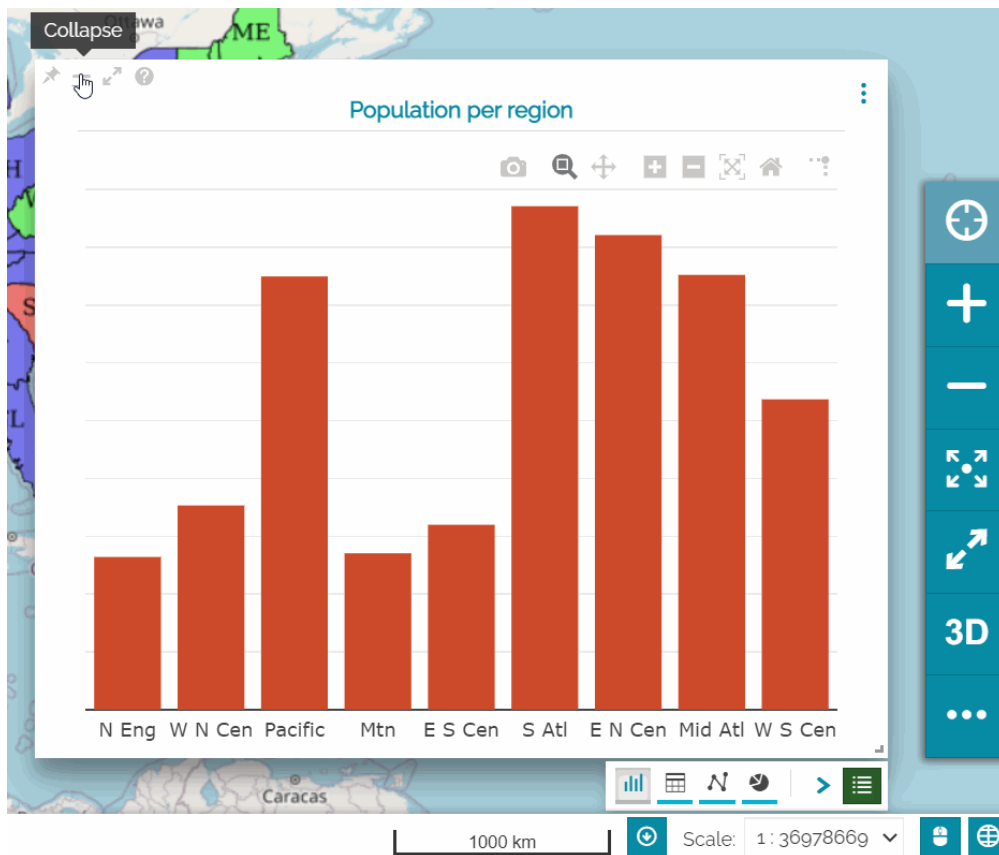 Ottawa
Collapse
ME
Population per region
H
S
L
3D
N Eng W N Cen Pacific Mtn E S Cen S Atl E N Cen Mid Atl W S Cen
Caracas
1000 km
Scale: 1 : 36978669